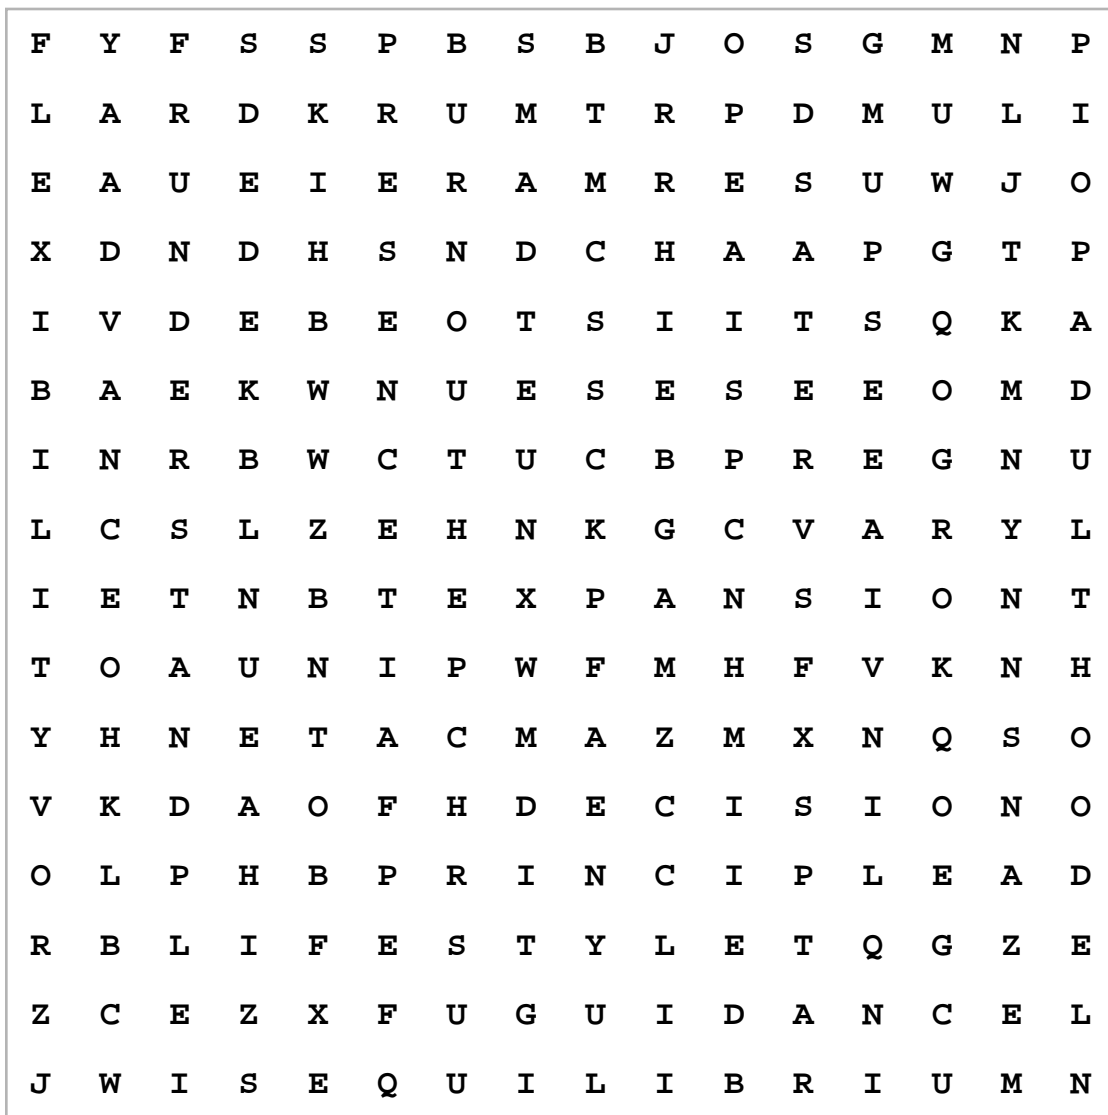 F Y F S S P B S B J O S G M N P
L A R D K R U M T R P D M U L I
E A U E I E R A M R E S U W J O
X D N D H S N D C H A A P G T P
I V D E B E O T S I I T S Q K A
B A E K W N U E S E S E E O M D
I N R B W C T U C B P R E G N U
L C S L Z E H N K G C V A R Y L
I E T N B T E X P A N S I O N T
T O A U N I P W F M H F V K N H
Y H N E T A C M A Z M X N Q S O
V K D A O F H D E C I S I O N O
O L P H B P R I N C I P L E A D
R B L I F E S T Y L E T Q G Z E
Z C E Z X F U G U I D A N C E L
J W I S E Q U I L I B R I U M N